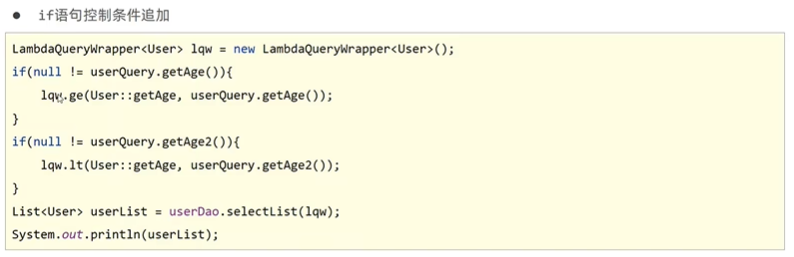 ● if语句控制条件追加
LambdaQueryWrapper<User> lqw = new LambdaQueryWrapper<User>();
if(null != userQuery.getAge()){
    lqw.ge(User::getAge, userQuery.getAge());
}
if(null != userQuery.getAge2()){
    lqw.lt(User::getAge, userQuery.getAge2());
}
List<User> userList = userDao.selectList(lqw);
System.out.println(userList);